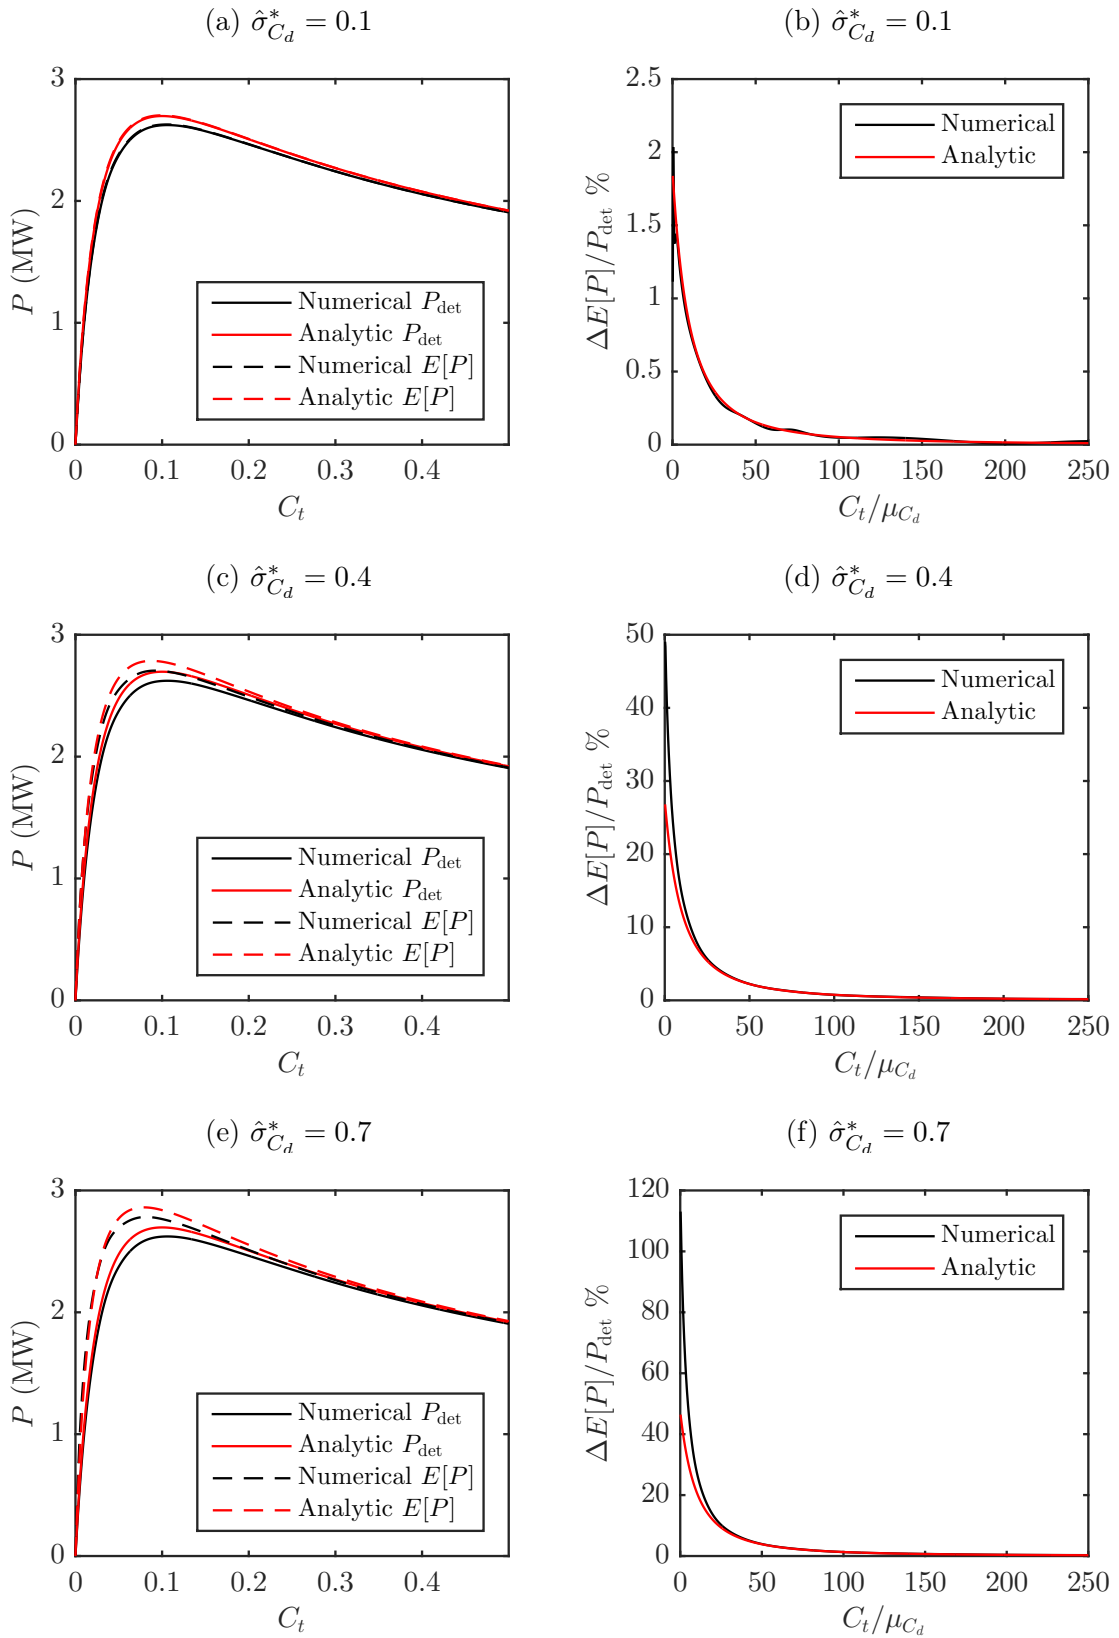 (a) σ̂*_{C_d} = 0.1
3
2
1
0
P (MW)
Numerical P_det
Analytic P_det
Numerical E[P]
Analytic E[P]
0 0.1 0.2 0.3 0.4
C_t
(b) σ̂*_{C_d} = 0.1
2.5
2
1.5
1
0.5
0
ΔE[P]/P_det %
Numerical
Analytic
0 50 100 150 200 250
C_t/μ_{C_d}
(c) σ̂*_{C_d} = 0.4
3
2
1
0
P (MW)
Numerical P_det
Analytic P_det
Numerical E[P]
Analytic E[P]
0 0.1 0.2 0.3 0.4
C_t
(d) σ̂*_{C_d} = 0.4
50
40
30
20
10
0
ΔE[P]/P_det %
Numerical
Analytic
0 50 100 150 200 250
C_t/μ_{C_d}
(e) σ̂*_{C_d} = 0.7
3
2
1
0
P (MW)
Numerical P_det
Analytic P_det
Numerical E[P]
Analytic E[P]
0 0.1 0.2 0.3 0.4
C_t
(f) σ̂*_{C_d} = 0.7
120
100
80
60
40
20
0
ΔE[P]/P_det %
Numerical
Analytic
0 50 100 150 200 250
C_t/μ_{C_d}